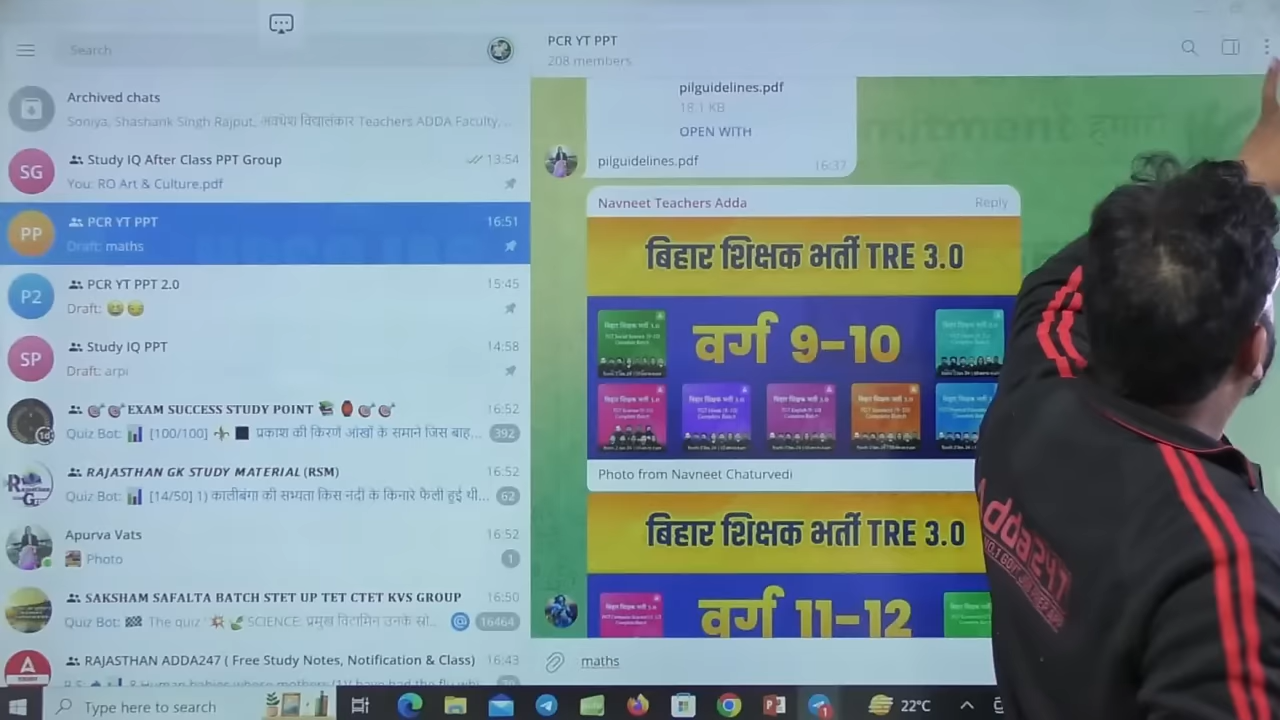 Search
Archived chats
Soniya, Shashank Singh Rajput, अवधेश विद्यालंकार Teachers ADDA Faculty,...
SG
Study IQ After Class PPT Group
13:54
You: RO Art & Culture.pdf
PP
PCR YT PPT
16:51
Draft: maths
P2
PCR YT PPT 2.0
15:45
Draft: 😆😏
SP
Study IQ PPT
14:58
Draft: arpi
🎯🎯EXAM SUCCESS STUDY POINT 📚🏮🎯🎯
16:52
Quiz Bot: 📊 [100/100] ⚜ ⬛ प्रकाश की किरणें आंखों के समाने जिस बाह...
392
RAJASTHAN GK STUDY MATERIAL (RSM)
16:52
Quiz Bot: 📊 [14/50] 1) कालीबंगा की सभ्यता किस नंदी के किनारे फैली हुई थी...
62
Apurva Vats
16:52
Photo
1
SAKSHAM SAFALTA BATCH STET UP TET CTET KVS GROUP
16:50
Quiz Bot: 🏁 The quiz '💥🌿 SCIENCE: प्रमुख विटामिन उनके स्रो...
@
16464
RAJASTHAN ADDA247 ( Free Study Notes, Notification & Class)
16:43
PCR YT PPT
208 members
pilguidelines.pdf
18.1 KB
OPEN WITH
pilguidelines.pdf
16:37
Navneet Teachers Adda
Reply
बिहार शिक्षक भर्ती TRE 3.0
वर्ग 9-10
Photo from Navneet Chaturvedi
बिहार शिक्षक भर्ती TRE 3.0
वर्ग 11-12
maths
Adda247
Type here to search
1
22°C